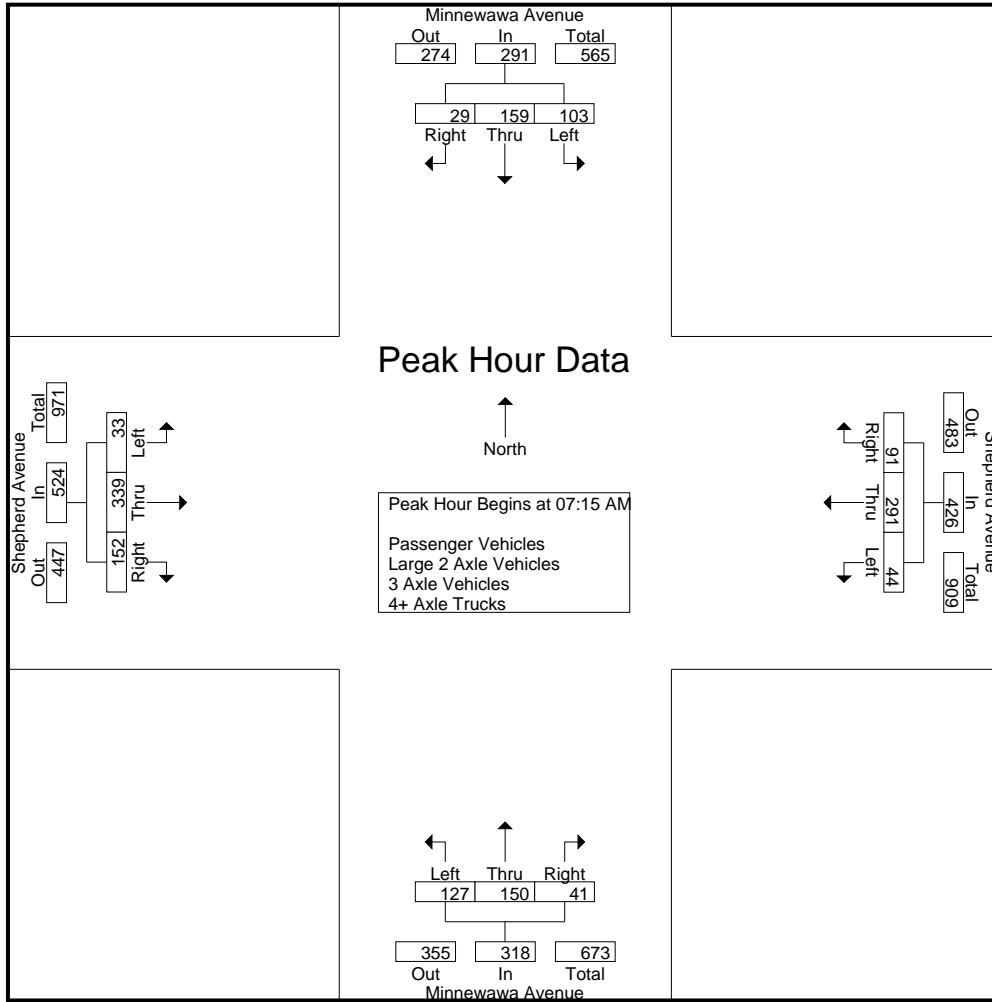 Minnewawa Avenue
Out In Total
274 291 565
29 159 103
Right Thru Left
Peak Hour Data
North
Peak Hour Begins at 07:15 AM
Passenger Vehicles
Large 2 Axle Vehicles
3 Axle Vehicles
4+ Axle Trucks
Shepherd Avenue
Total In Out
971 524 447
33 339 152
Left Thru Right
Shepherd Avenue
Out In Total
483 426 909
91 291 44
Right Thru Left
Left Thru Right
127 150 41
355 318 673
Out In Total
Minnewawa Avenue